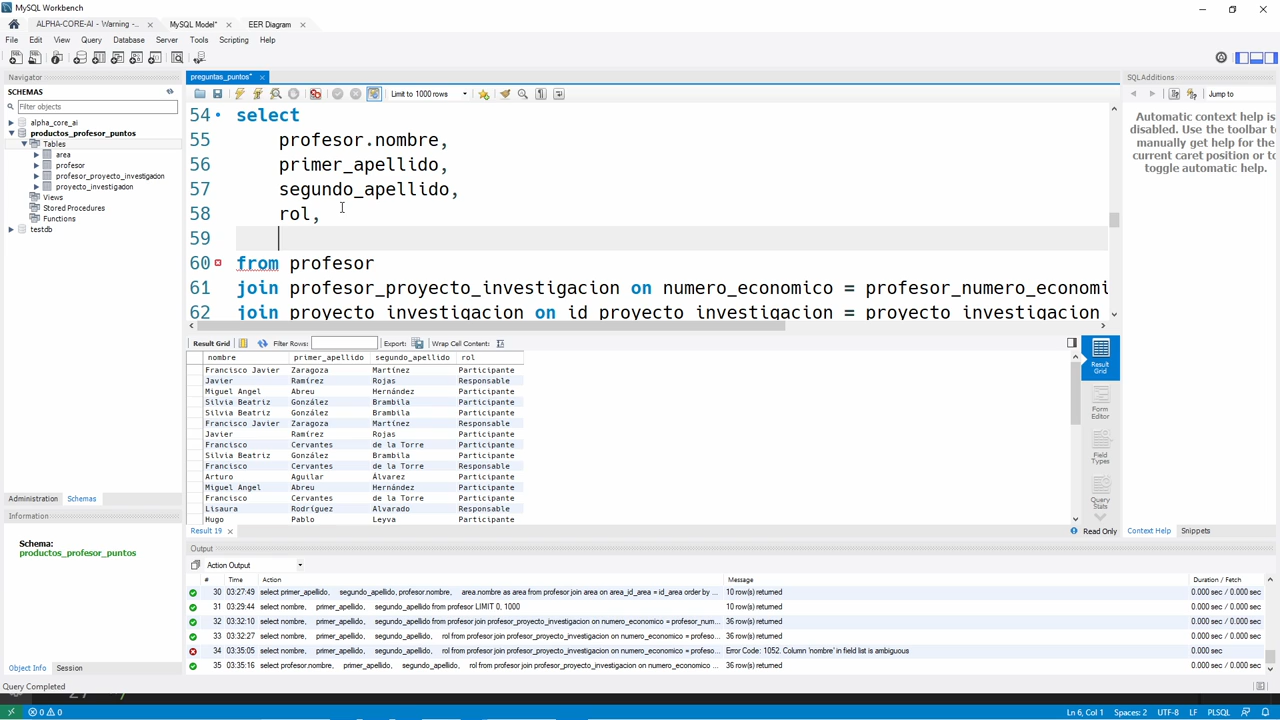 MySQL Workbench
ALPHA-CORE-AI - Warning -...
MySQL Model*
EER Diagram
File Edit View Query Database Server Tools Scripting Help
Navigator
SCHEMAS
Filter objects
alpha_core_ai
productos_profesor_puntos
Tables
area
profesor
profesor_proyecto_investigacion
proyecto_investigacion
Views
Stored Procedures
Functions
testdb
Administration Schemas
Information
Schema:
productos_profesor_puntos
Object Info Session
Query Completed
preguntas_puntos*
Limit to 1000 rows
54 select
55 profesor.nombre,
56 primer_apellido,
57 segundo_apellido,
58 rol,
59
60 from profesor
61 join profesor_proyecto_investigacion on numero_economico = profesor_numero_economi
62 join proyecto_investigacion on id_proyecto_investigacion = proyecto_investigacion
Result Grid Filter Rows: Export: Wrap Cell Content:
nombre primer_apellido segundo_apellido rol
Francisco Javier Zaragoza Martínez Participante
Javier Ramírez Rojas Responsable
Miguel Angel Abreu Hernández Participante
Silvia Beatriz González Brambila Participante
Silvia Beatriz González Brambila Participante
Francisco Javier Zaragoza Martínez Responsable
Javier Ramírez Rojas Participante
Francisco Cervantes de la Torre Participante
Silvia Beatriz González Brambila Participante
Francisco Cervantes de la Torre Responsable
Arturo Aguilar Álvarez Participante
Miguel Angel Abreu Hernández Participante
Francisco Cervantes de la Torre Participante
Lisaura Rodríguez Alvarado Responsable
Hugo Pablo Leyva Participante
Result Grid
Form Editor
Field Types
Query Stats
Result 19
Read Only
Output
Action Output
# Time Action Message Duration / Fetch
30 03:27:49 select primer_apellido, segundo_apellido, profesor.nombre, area.nombre as area from profesor join area on area_id_area = id_area order by ... 10 row(s) returned 0.000 sec / 0.000 sec
31 03:29:44 select nombre, primer_apellido, segundo_apellido from profesor LIMIT 0, 1000 10 row(s) returned 0.000 sec / 0.000 sec
32 03:32:10 select nombre, primer_apellido, segundo_apellido from profesor join profesor_proyecto_investigacion on numero_economico = profesor_num... 36 row(s) returned 0.000 sec / 0.000 sec
33 03:32:27 select nombre, primer_apellido, segundo_apellido, rol from profesor join profesor_proyecto_investigacion on numero_economico = profeso... 36 row(s) returned 0.000 sec / 0.000 sec
34 03:35:05 select nombre, primer_apellido, segundo_apellido, rol from profesor join profesor_proyecto_investigacion on numero_economico = profeso... Error Code: 1052. Column 'nombre' in field list is ambiguous 0.000 sec
35 03:35:16 select profesor.nombre, primer_apellido, segundo_apellido, rol from profesor join profesor_proyecto_investigacion on numero_economico ... 36 row(s) returned 0.000 sec / 0.000 sec
SQLAdditions
Jump to
Automatic context help is
disabled. Use the toolbar to
manually get help for the
current caret position or to
toggle automatic help.
Context Help Snippets
0 0
Ln 6, Col 1 Spaces: 2 UTF-8 LF PLSQL